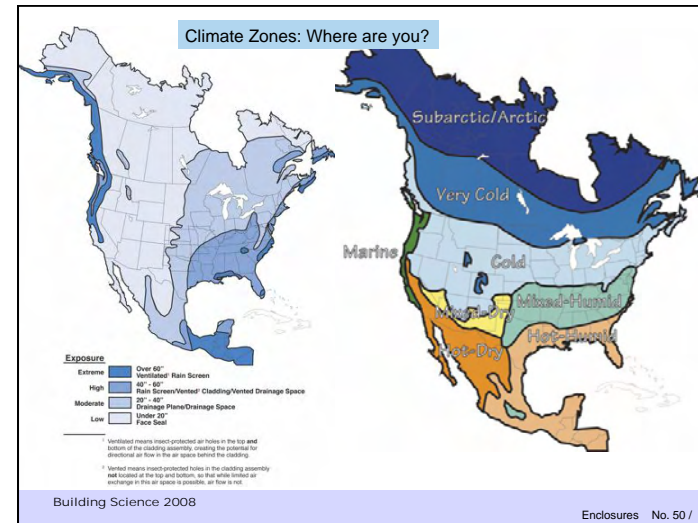 Climate Zones: Where are you?
Subarctic/Arctic
Very Cold
Marine
Cold
Mixed-Dry
Mixed-Humid
Hot-Humid
Hot-Dry
Exposure
Extreme
Over 60"
Ventilated¹ Rain Screen
High
40" - 60"
Rain Screen/Vented² Cladding/Vented Drainage Space
Moderate
20" - 40"
Drainage Plane/Drainage Space
Low
Under 20"
Face Seal
¹ Ventilated means insect-protected air holes in the top and
bottom of the cladding assembly, creating the potential for
directional air flow in the air space behind the cladding.
² Vented means insect-protected holes in the cladding assembly
not located at the top and bottom, so that while limited air
exchange in this air space is possible, air flow is not.
Building Science 2008
Enclosures No. 50 /